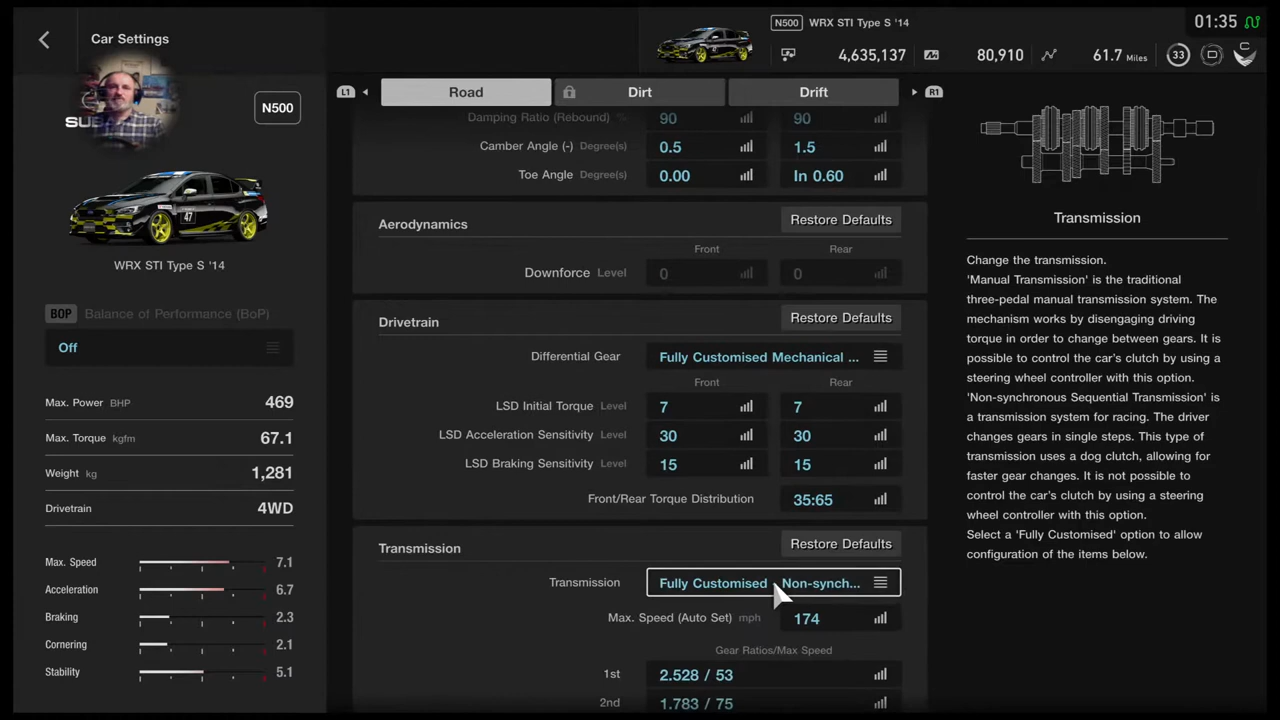 Car Settings
N500 WRX STI Type S '14
4,635,137
80,910
61.7 Miles
33
C
01:35
SUBA
N500
47
WRX STI Type S '14
BOP Balance of Performance (BoP)
Off
Max. Power BHP 469
Max. Torque kgfm 67.1
Weight kg 1,281
Drivetrain 4WD
Max. Speed 7.1
Acceleration 6.7
Braking 2.3
Cornering 2.1
Stability 5.1
L1 Road Dirt Drift R1
Damping Ratio (Rebound) % 90 90
Camber Angle (-) Degree(s) 0.5 1.5
Toe Angle Degree(s) 0.00 In 0.60
Aerodynamics Restore Defaults
Front Rear
Downforce Level 0 0
Drivetrain Restore Defaults
Differential Gear Fully Customised Mechanical ...
Front Rear
LSD Initial Torque Level 7 7
LSD Acceleration Sensitivity Level 30 30
LSD Braking Sensitivity Level 15 15
Front/Rear Torque Distribution 35:65
Transmission Restore Defaults
Transmission Fully Customised Non-synch...
Max. Speed (Auto Set) mph 174
Gear Ratios/Max Speed
1st 2.528 / 53
2nd 1.783 / 75
Transmission
Change the transmission.
'Manual Transmission' is the traditional
three-pedal manual transmission system. The
mechanism works by disengaging driving
torque in order to change between gears. It is
possible to control the car's clutch by using a
steering wheel controller with this option.
'Non-synchronous Sequential Transmission' is
a transmission system for racing. The driver
changes gears in single steps. This type of
transmission uses a dog clutch, allowing for
faster gear changes. It is not possible to
control the car's clutch by using a steering
wheel controller with this option.
Select a 'Fully Customised' option to allow
configuration of the items below.